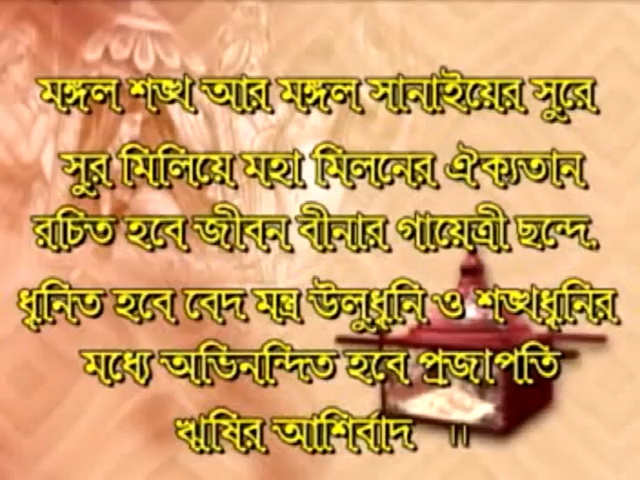 মঙ্গল শঙ্খ আর মঙ্গল সানাইয়ের সুরে
সুর মিলিয়ে মহা মিলনের ঐক্যতান
রচিত হবে জীবন বীনার গায়েত্রী ছন্দে,
ধ্বনিত হবে বেদ মন্ত্র উলুধ্বনি ও শঙ্খধ্বনির
মধ্যে অভিনন্দিত হবে প্রজাপতি
ঋষির আশির্বাদ ।।